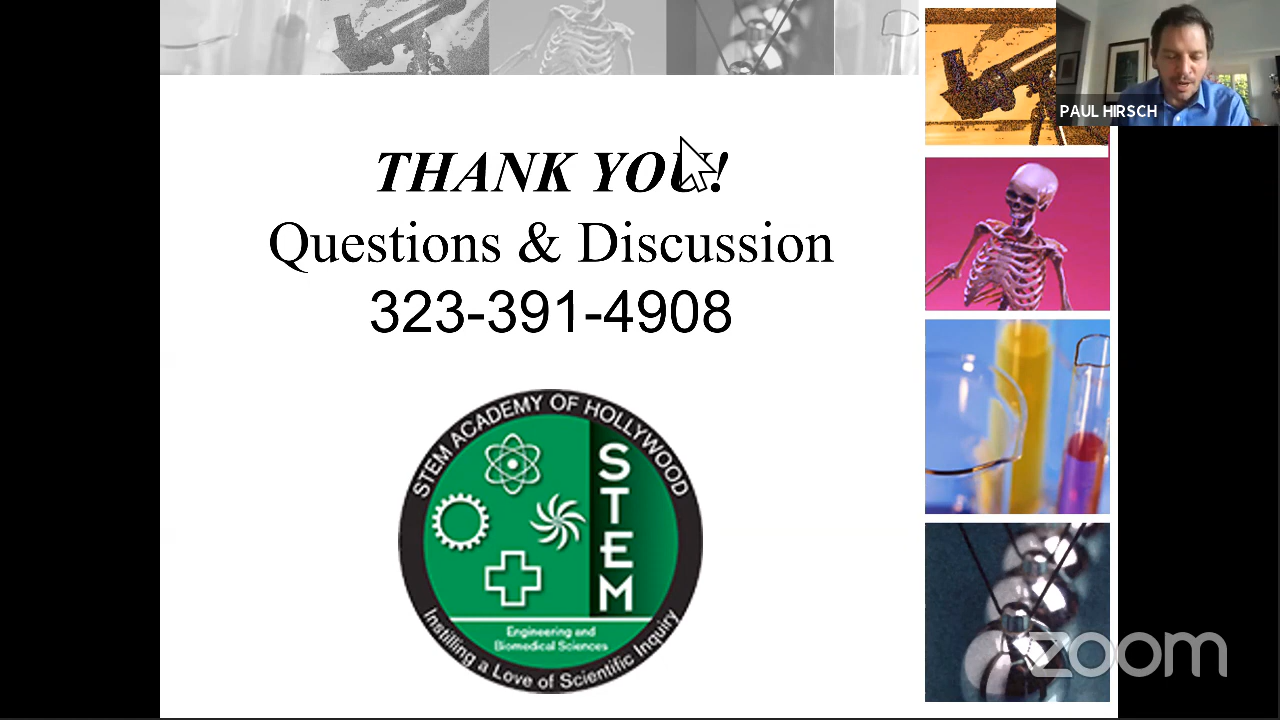 PAUL HIRSCH
THANK YOU!
Questions & Discussion
323-391-4908
STEM ACADEMY OF HOLLYWOOD
STEM
Engineering and
Biomedical Sciences
Instilling a Love of Scientific Inquiry
zoom